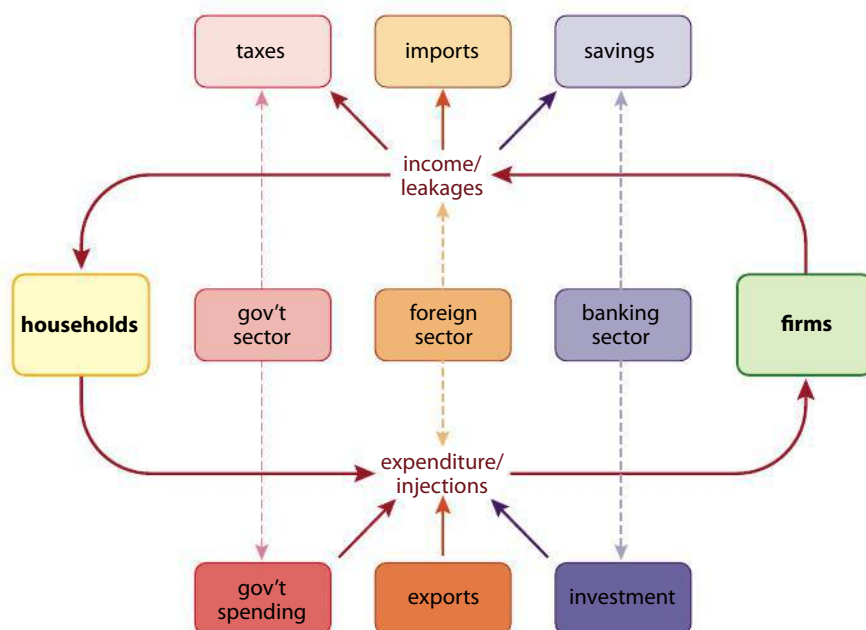 taxes
imports
savings
income/
leakages
households
gov't
sector
foreign
sector
banking
sector
firms
expenditure/
injections
gov't
spending
exports
investment